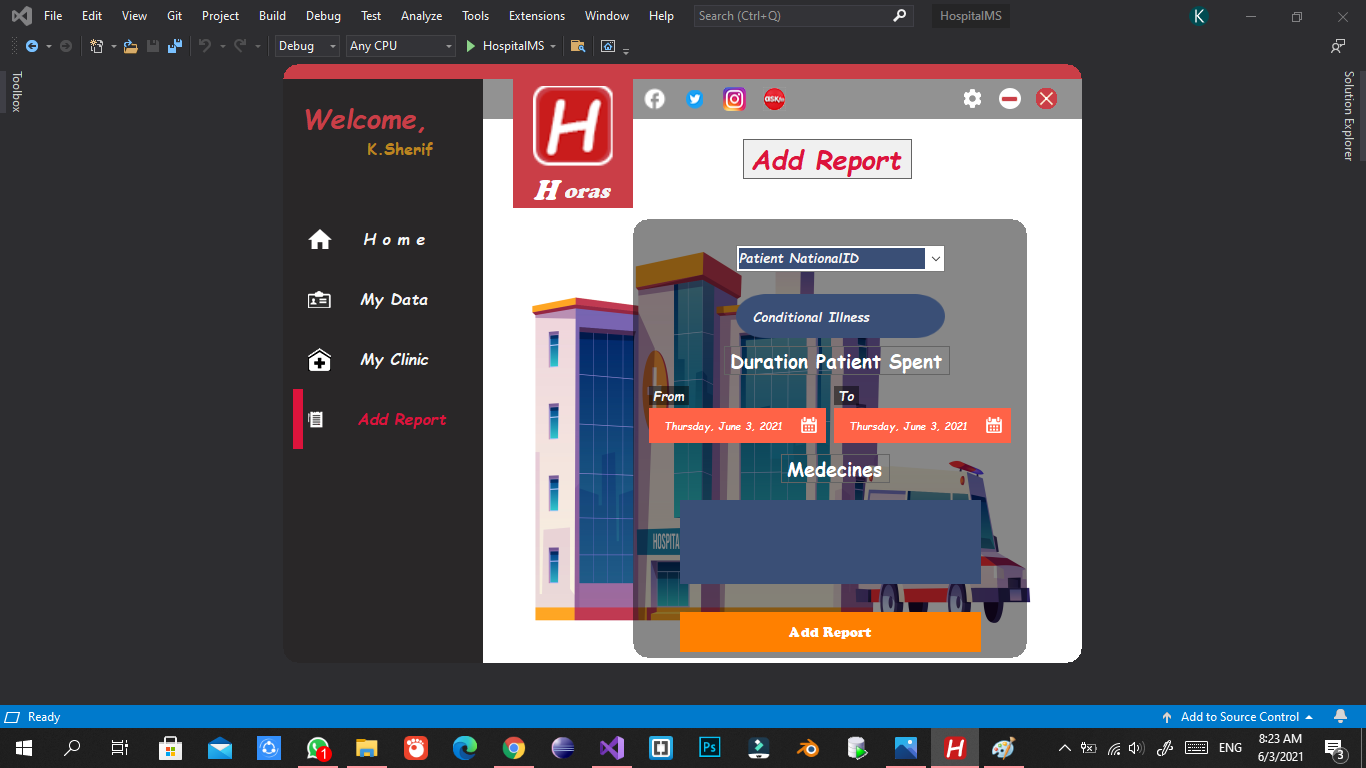 File Edit View Git Project Build Debug Test Analyze Tools Extensions Window Help Search (Ctrl+Q) HospitalMS K
Debug Any CPU HospitalMS
Toolbox
Solution Explorer
Welcome,
K.Sherif
H o m e
My Data
My Clinic
Add Report
H
H oras
f
ASKfm
Add Report
Patient NationalID
Conditional Illness
Duration Patient Spent
From To
Thursday, June 3, 2021 Thursday, June 3, 2021
Medecines
HOSPITA
Add Report
Ready Add to Source Control
1 Ps H ENG 8:23 AM
6/3/2021 3